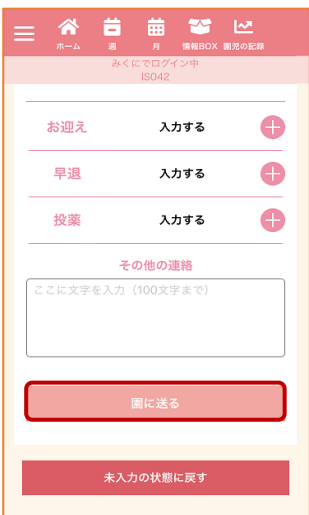 ホーム 週 月 情報BOX 園児の記録
みくにでログイン中
IS042
お迎え 入力する
早退 入力する
投薬 入力する
その他の連絡
ここに文字を入力（100文字まで）
園に送る
未入力の状態に戻す